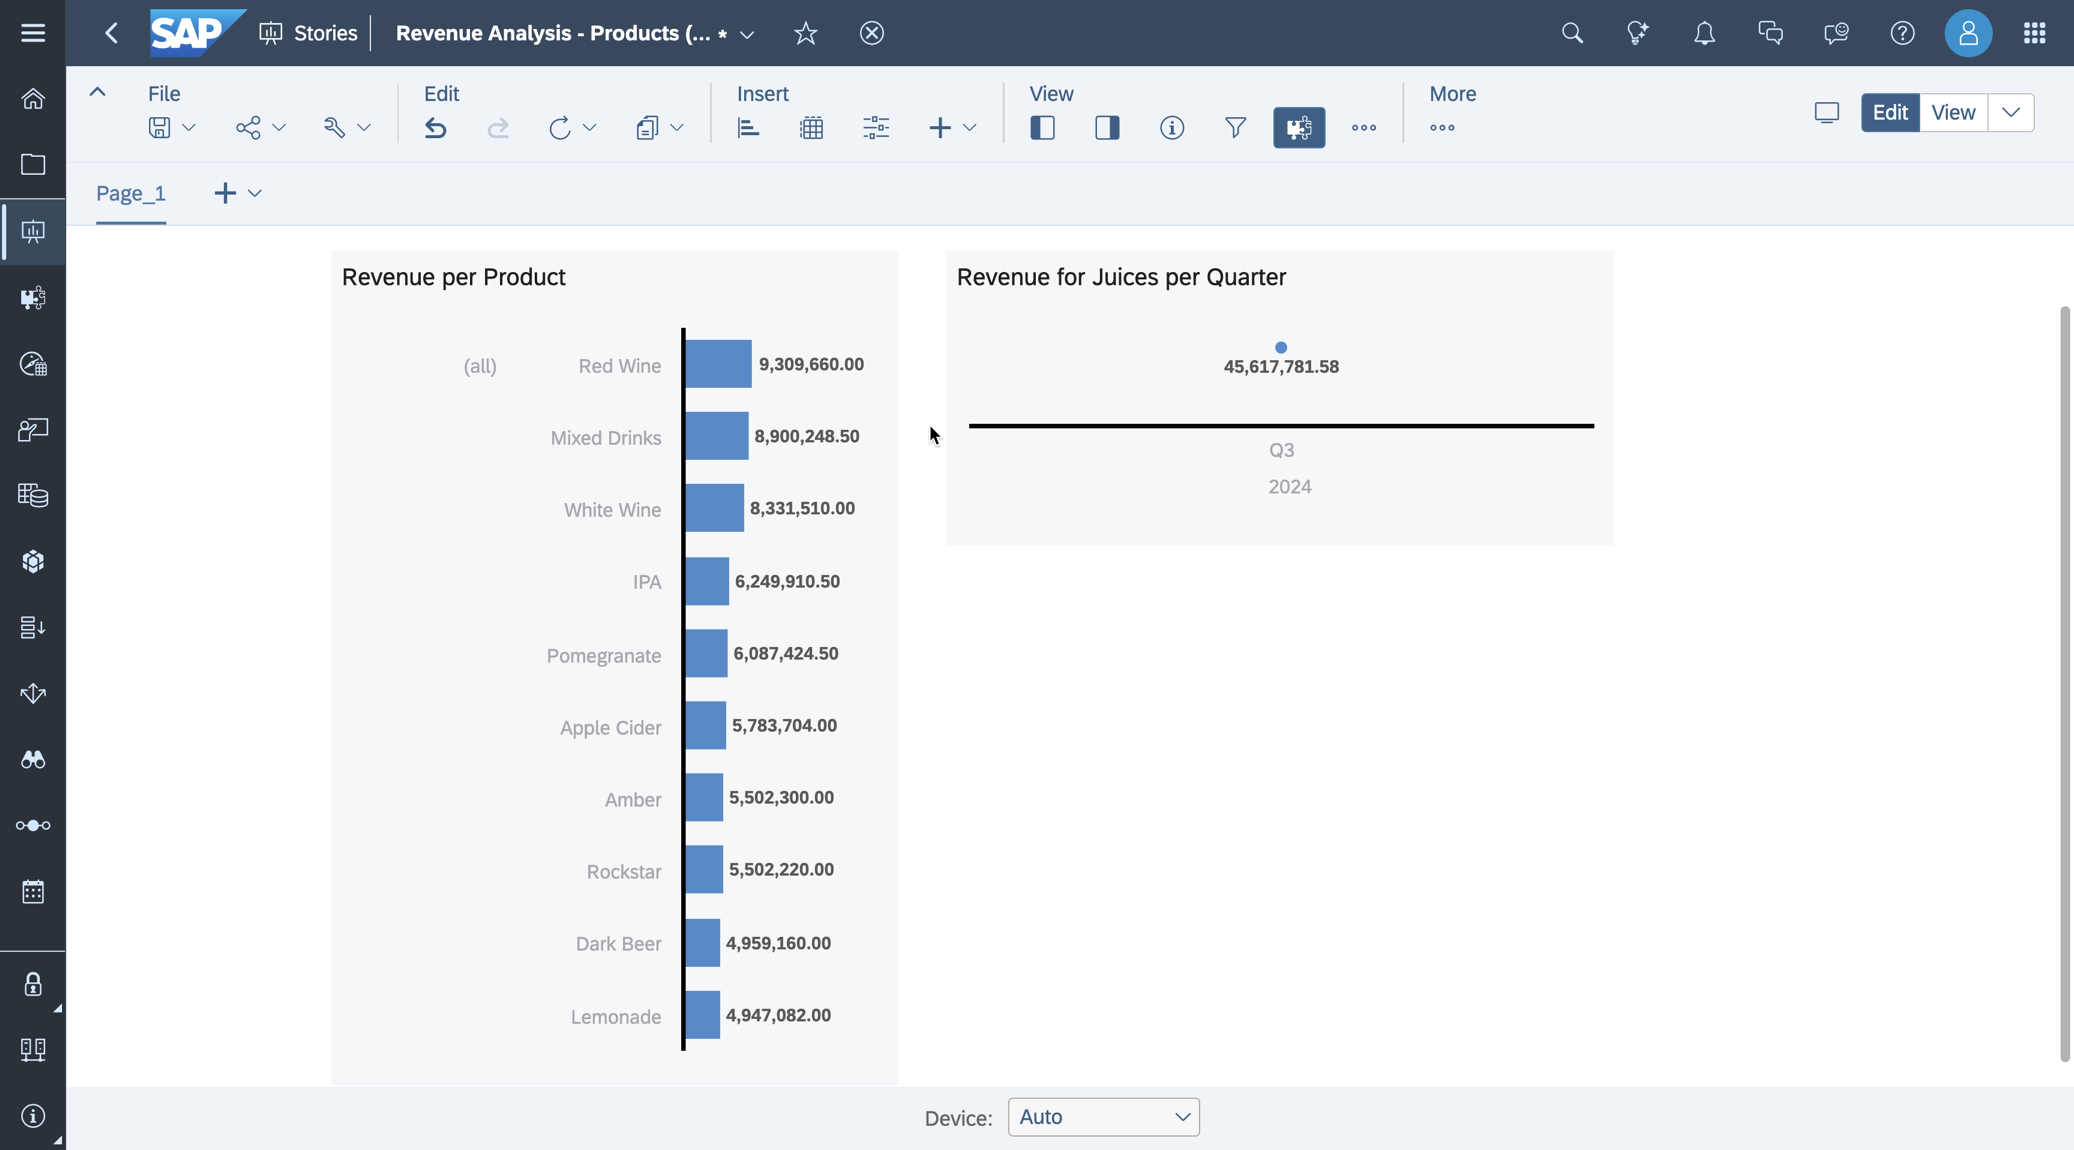 SAP Stories Revenue Analysis - Products (... *
File Edit Insert View More
Edit View
Page_1
Revenue per Product
(all) Red Wine 9,309,660.00
Mixed Drinks 8,900,248.50
White Wine 8,331,510.00
IPA 6,249,910.50
Pomegranate 6,087,424.50
Apple Cider 5,783,704.00
Amber 5,502,300.00
Rockstar 5,502,220.00
Dark Beer 4,959,160.00
Lemonade 4,947,082.00
Revenue for Juices per Quarter
45,617,781.58
Q3
2024
Device: Auto